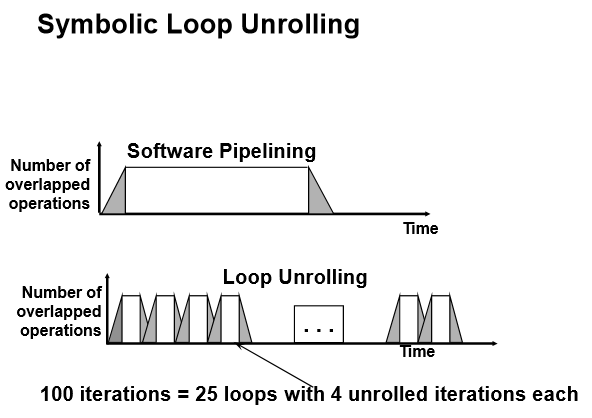 Symbolic Loop Unrolling
Software Pipelining
Number of
overlapped
operations
Time
Loop Unrolling
Number of
overlapped
operations
. . .
Time
100 iterations = 25 loops with 4 unrolled iterations each